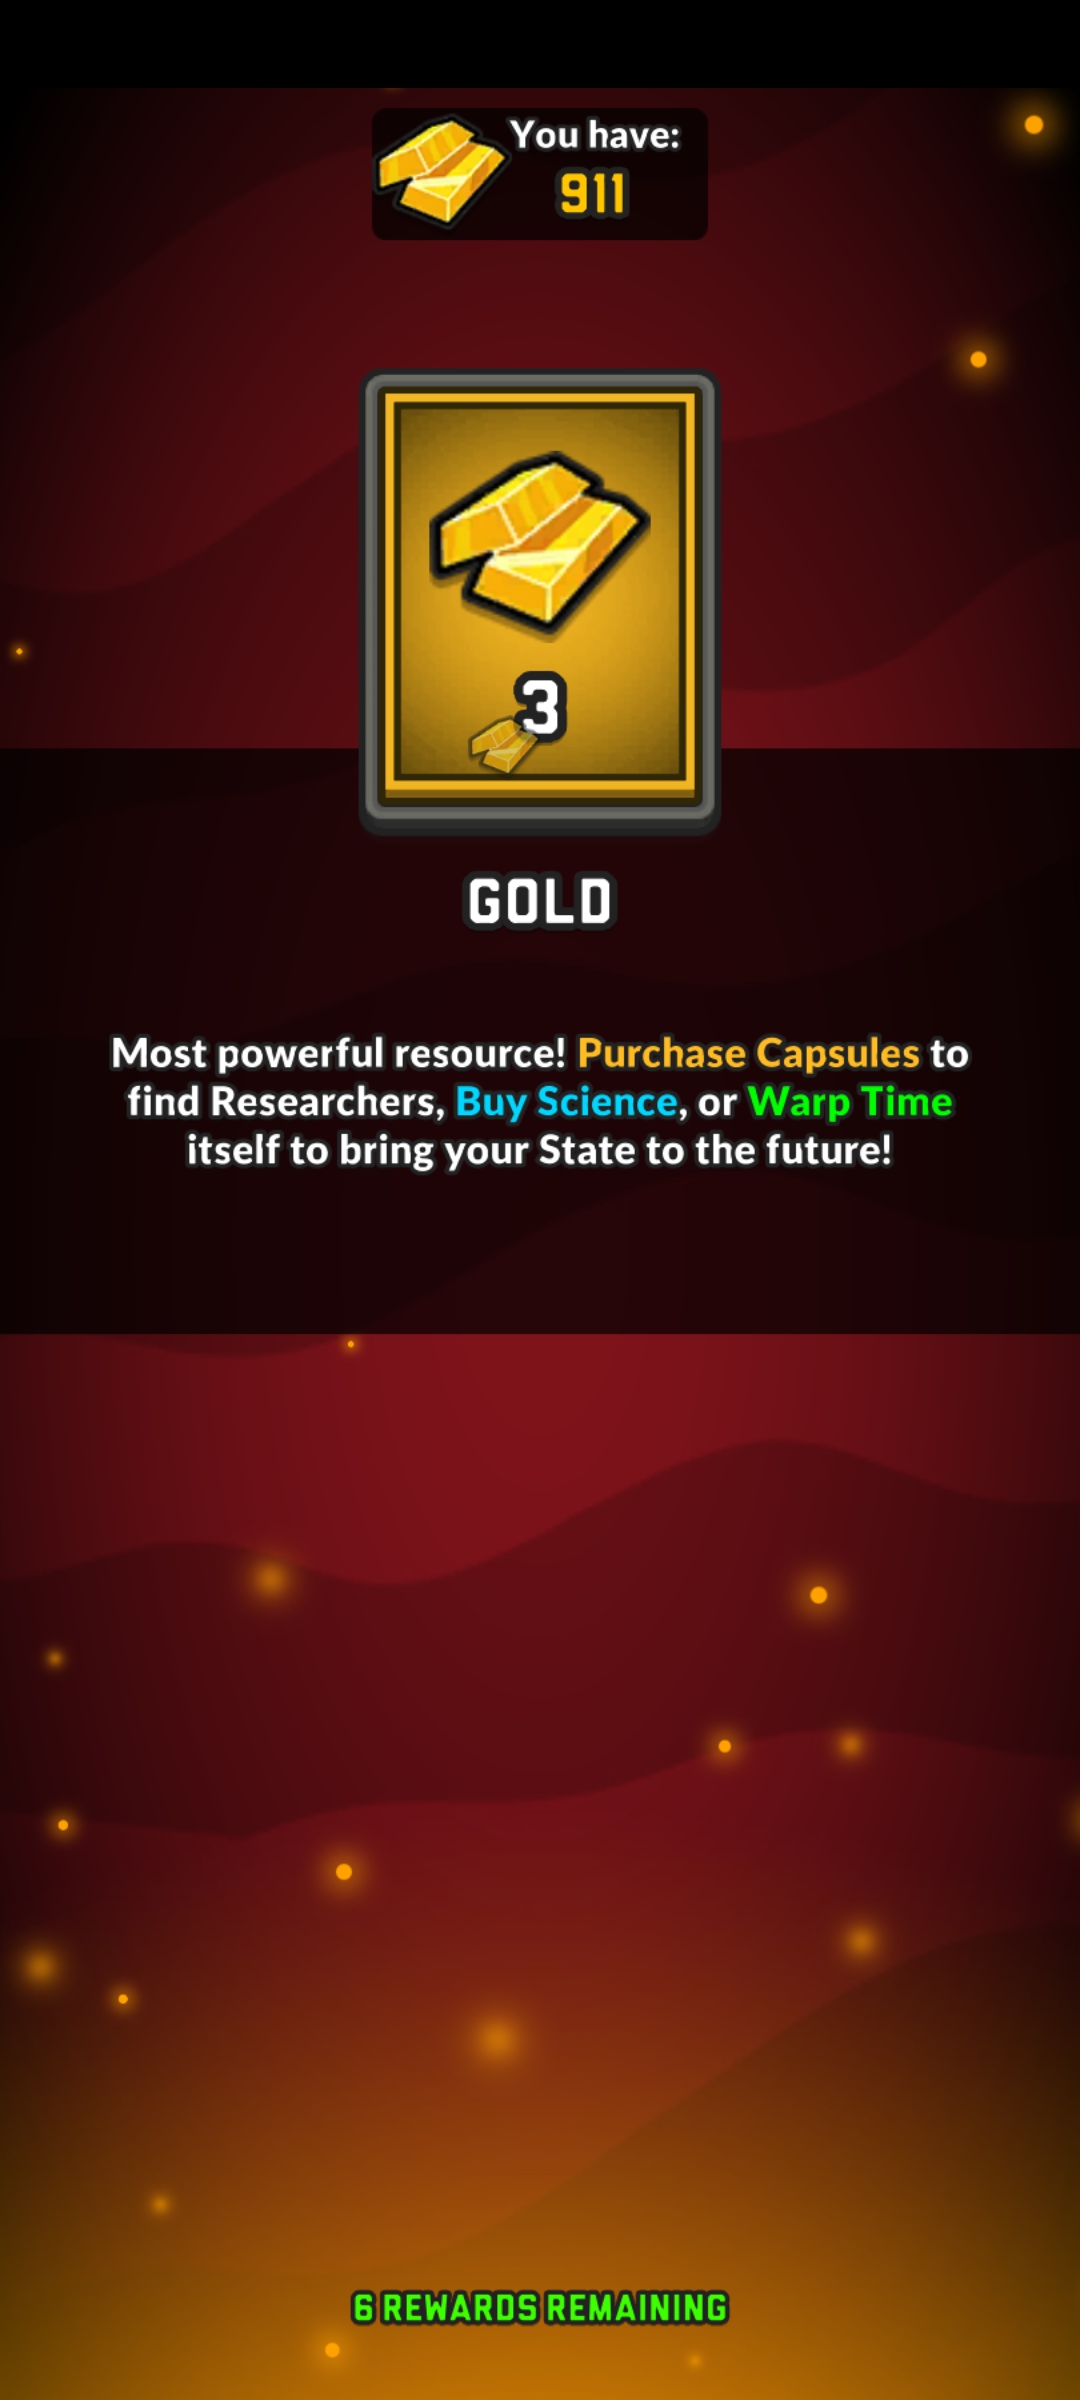 You have:
911
3
GOLD
Most powerful resource! Purchase Capsules to
find Researchers, Buy Science, or Warp Time
itself to bring your State to the future!
6 REWARDS REMAINING